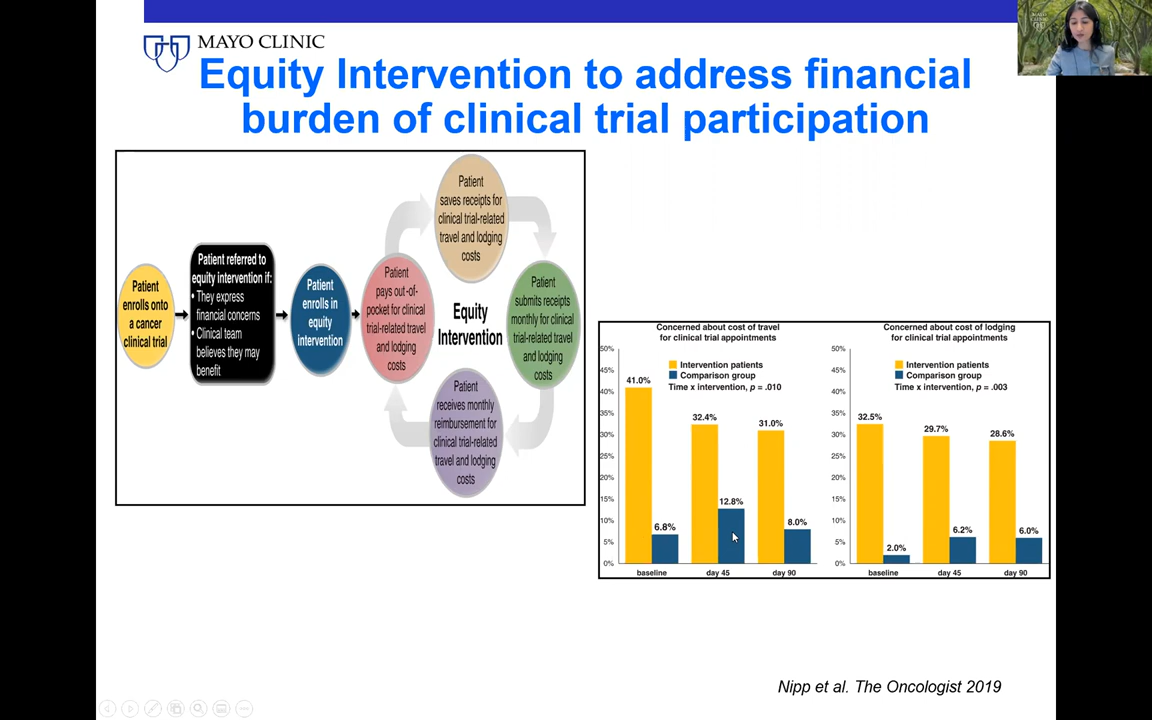 MAYO CLINIC
Equity Intervention to address financial
burden of clinical trial participation
Patient
enrolls onto
a cancer
clinical trial
Patient referred to
equity intervention if:
• They express
financial concerns
• Clinical team
believes they may
benefit
Patient
enrolls in
equity
intervention
Patient
pays out-of-
pocket for clinical
trial-related travel
and lodging
costs
Patient
saves receipts for
clinical trial-related
travel and lodging
costs
Equity
Intervention
Patient
submits receipts
monthly for clinical
trial-related travel
and lodging
costs
Patient
receives monthly
reimbursement for
clinical trial-related
travel and lodging
costs
Concerned about cost of travel
for clinical trial appointments
50%
45%
40%
35%
30%
25%
20%
15%
10%
5%
0%
Intervention patients
Comparison group
Time x intervention, p = .010
41.0%
6.8%
32.4%
12.8%
31.0%
8.0%
baseline
day 45
day 90
Concerned about cost of lodging
for clinical trial appointments
50%
45%
40%
35%
30%
25%
20%
15%
10%
5%
0%
Intervention patients
Comparison group
Time x intervention, p = .003
32.5%
2.0%
29.7%
6.2%
28.6%
6.0%
baseline
day 45
day 90
Nipp et al. The Oncologist 2019